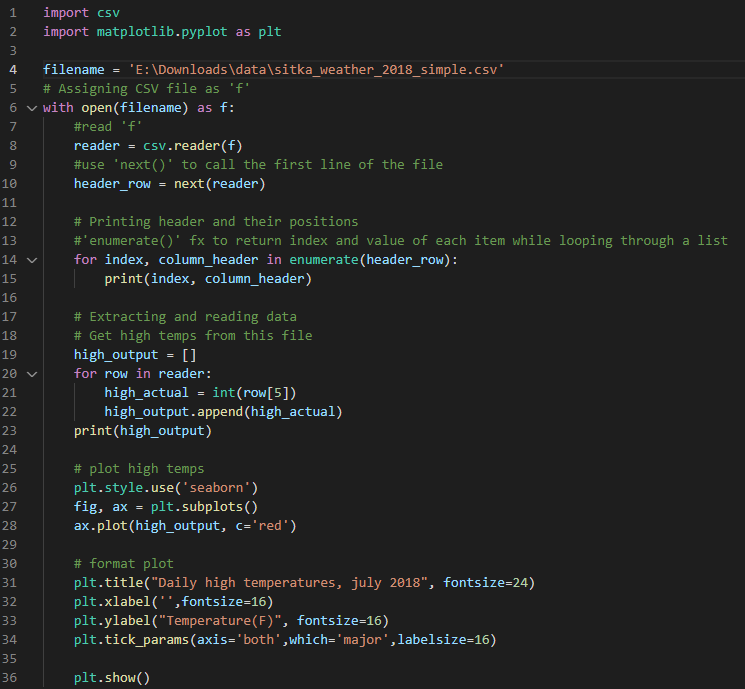 1 import csv
2 import matplotlib.pyplot as plt
3
4 filename = 'E:\Downloads\data\sitka_weather_2018_simple.csv'
5 # Assigning CSV file as 'f'
6 with open(filename) as f:
7     #read 'f'
8     reader = csv.reader(f)
9     #use 'next()' to call the first line of the file
10     header_row = next(reader)
11
12     # Printing header and their positions
13     #'enumerate()' fx to return index and value of each item while looping through a list
14     for index, column_header in enumerate(header_row):
15         print(index, column_header)
16
17     # Extracting and reading data
18     # Get high temps from this file
19     high_output = []
20     for row in reader:
21         high_actual = int(row[5])
22         high_output.append(high_actual)
23     print(high_output)
24
25     # plot high temps
26     plt.style.use('seaborn')
27     fig, ax = plt.subplots()
28     ax.plot(high_output, c='red')
29
30     # format plot
31     plt.title("Daily high temperatures, july 2018", fontsize=24)
32     plt.xlabel('',fontsize=16)
33     plt.ylabel("Temperature(F)", fontsize=16)
34     plt.tick_params(axis='both',which='major',labelsize=16)
35
36     plt.show()